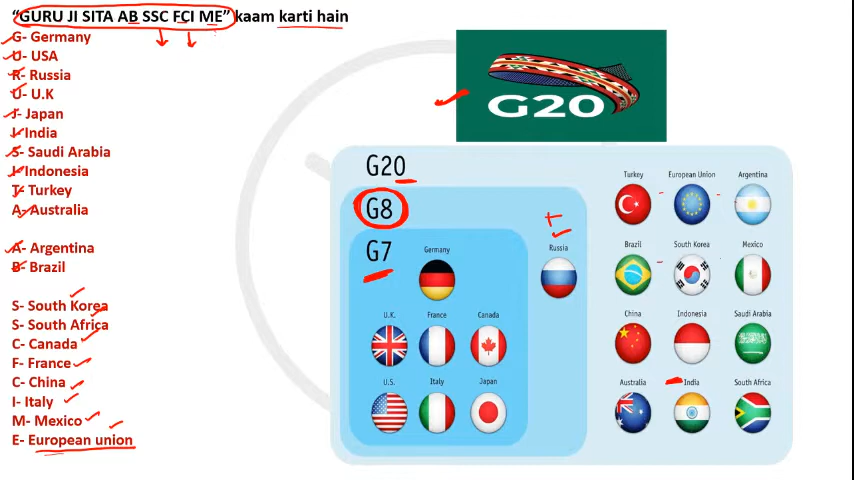 “GURU JI SITA AB SSC FCI ME” kaam karti hain
G- Germany
U- USA
R- Russia
U- U.K
J- Japan
I- India
S- Saudi Arabia
I- Indonesia
T- Turkey
A- Australia
A- Argentina
B- Brazil
S- South Korea
S- South Africa
C- Canada
F- France
C- China
I- Italy
M- Mexico
E- European union
G20
G20
G8
G7
Germany
U.K.
France
Canada
U.S.
Italy
Japan
Russia
Turkey
European Union
Argentina
Brazil
South Korea
Mexico
China
Indonesia
Saudi Arabia
Australia
India
South Africa